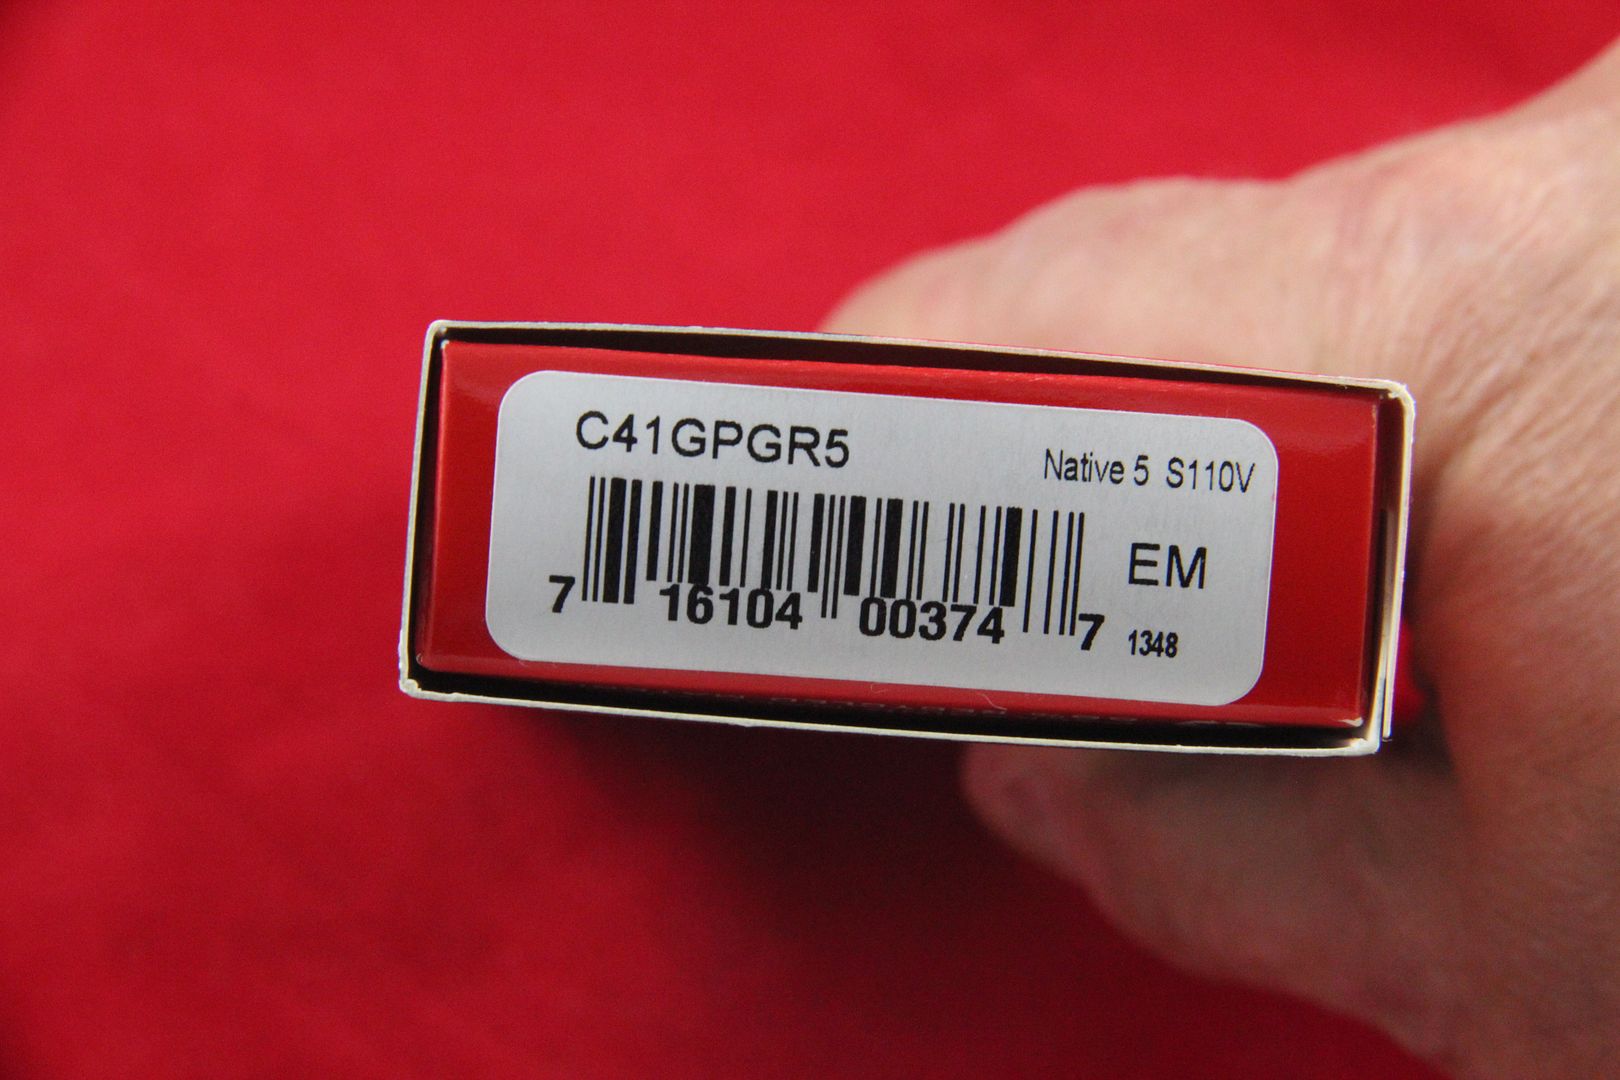 C41GPGR5
Native 5 S110V
EM
7 16104 00374 7
1348